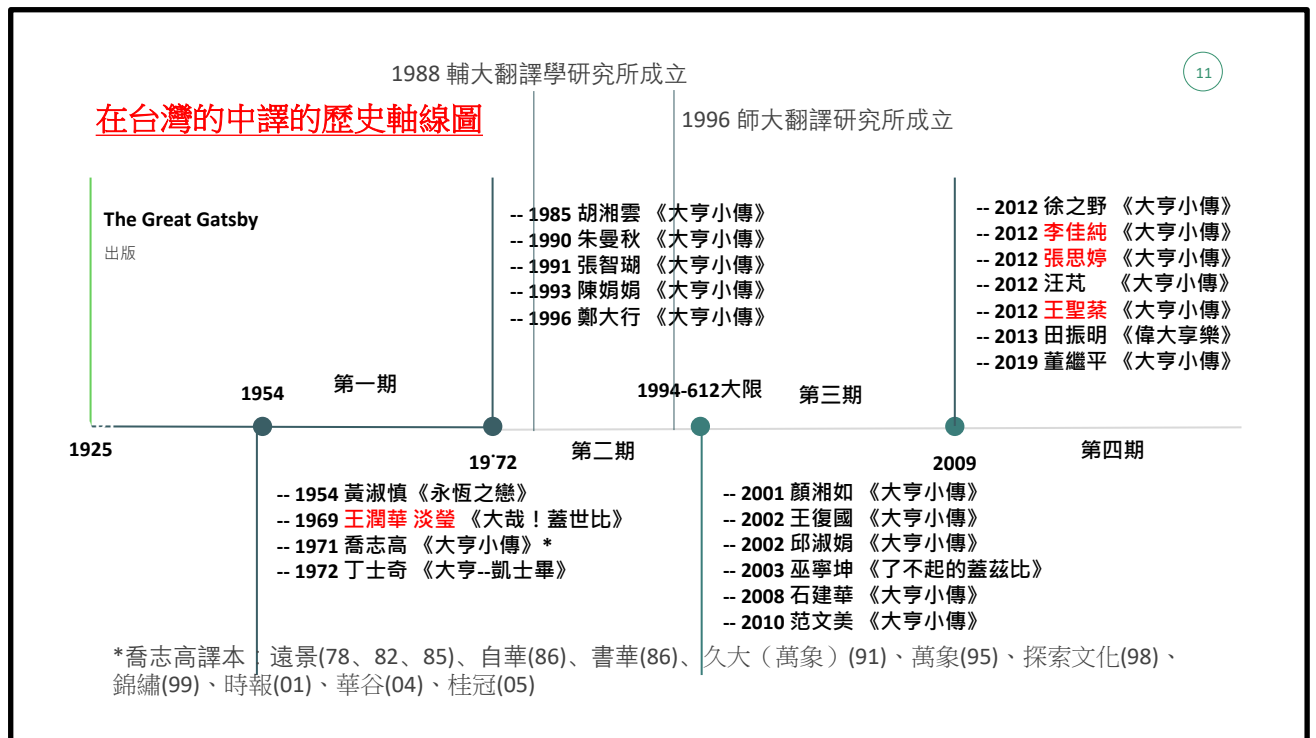 1988 輔大翻譯學研究所成立
11
在台灣的中譯的歷史軸線圖
1996 師大翻譯研究所成立
The Great Gatsby
出版
-- 1985 胡湘雲 《大亨小傳》
-- 1990 朱曼秋 《大亨小傳》
-- 1991 張智瑚 《大亨小傳》
-- 1993 陳娟娟 《大亨小傳》
-- 1996 鄭大行 《大亨小傳》
-- 2012 徐之野 《大亨小傳》
-- 2012 李佳純 《大亨小傳》
-- 2012 張思婷 《大亨小傳》
-- 2012 汪芃 《大亨小傳》
-- 2012 王聖棻 《大亨小傳》
-- 2013 田振明 《偉大享樂》
-- 2019 董繼平 《大亨小傳》
1954
第一期
1994-612大限
第三期
1925
1972
第二期
2009
第四期
-- 1954 黃淑慎《永恆之戀》
-- 1969 王潤華 淡瑩 《大哉！蓋世比》
-- 1971 喬志高 《大亨小傳》*
-- 1972 丁士奇 《大亨--凱士畢》
-- 2001 顏湘如 《大亨小傳》
-- 2002 王復國 《大亨小傳》
-- 2002 邱淑娟 《大亨小傳》
-- 2003 巫寧坤 《了不起的蓋茲比》
-- 2008 石建華 《大亨小傳》
-- 2010 范文美 《大亨小傳》
*喬志高譯本：遠景(78、82、85)、自華(86)、書華(86)、久大（萬象）(91)、萬象(95)、探索文化(98)、
錦繡(99)、時報(01)、華谷(04)、桂冠(05)